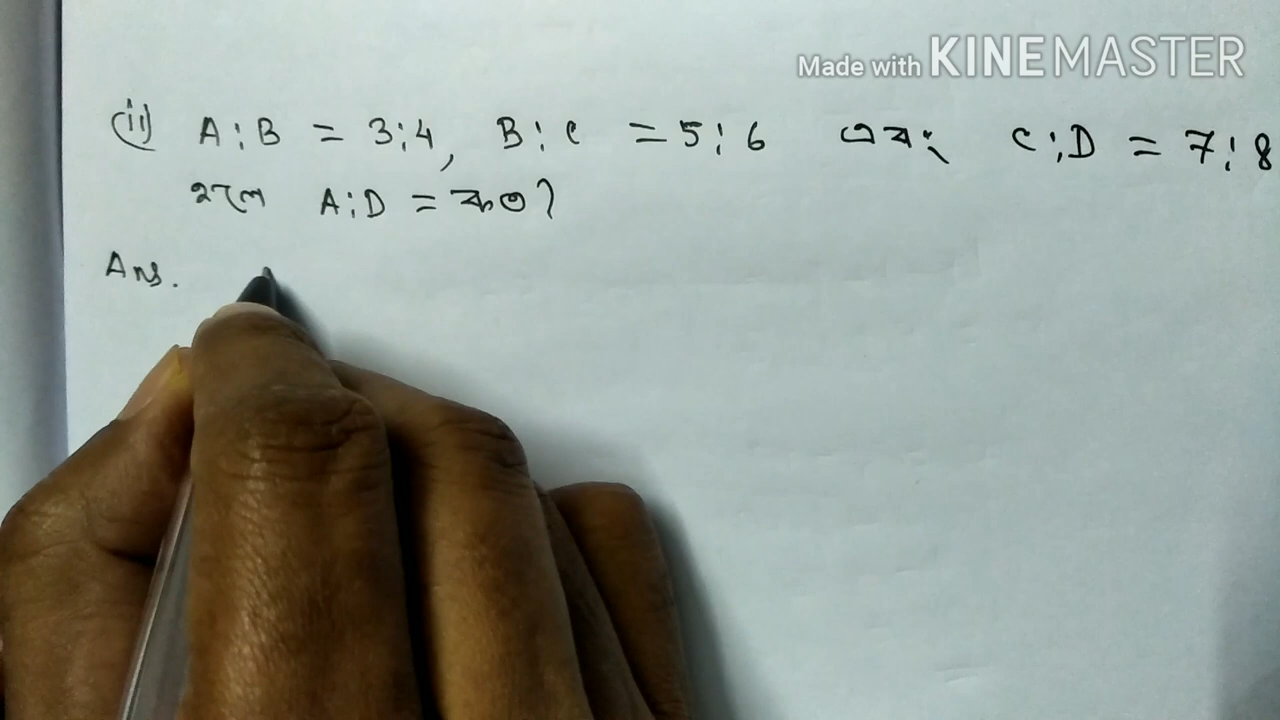 Made with KINEMASTER
(ii) A:B = 3:4, B:C = 5:6 এবং C:D = 7:8
হলে A:D = কত?
Ans.